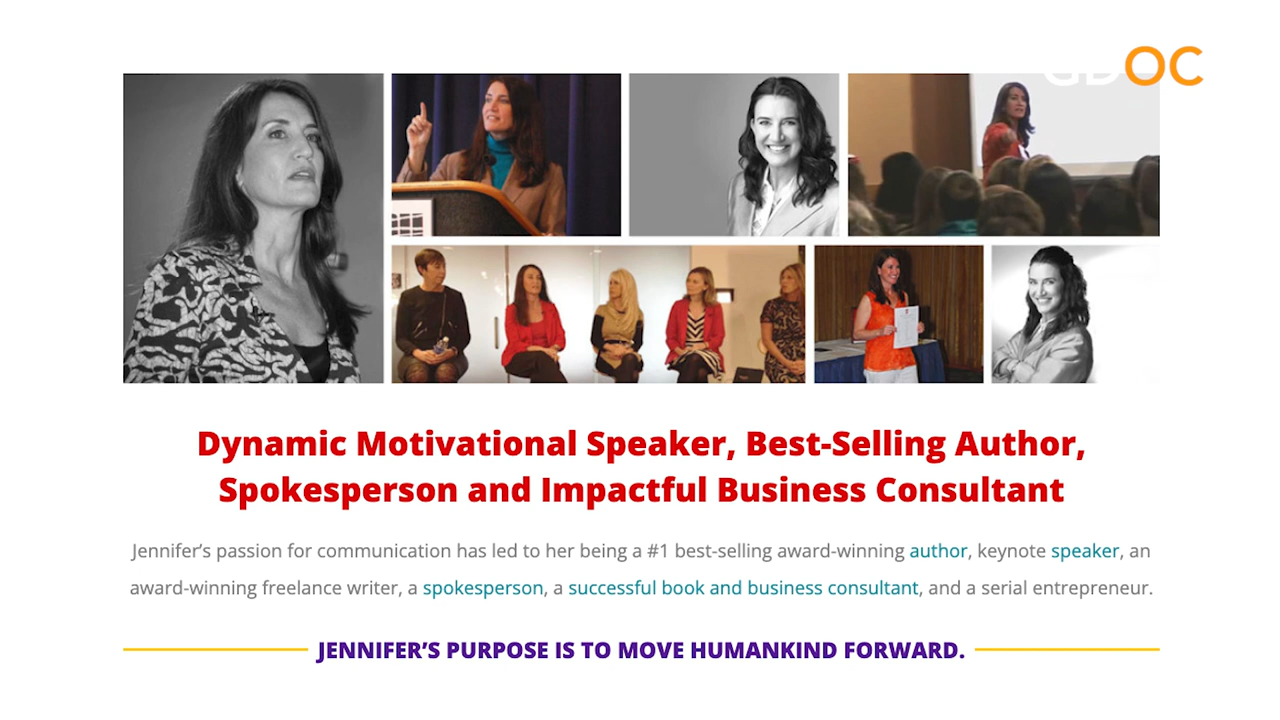 GDOC
Dynamic Motivational Speaker, Best-Selling Author,
Spokesperson and Impactful Business Consultant
Jennifer’s passion for communication has led to her being a #1 best-selling award-winning author, keynote speaker, an
award-winning freelance writer, a spokesperson, a successful book and business consultant, and a serial entrepreneur.
JENNIFER’S PURPOSE IS TO MOVE HUMANKIND FORWARD.